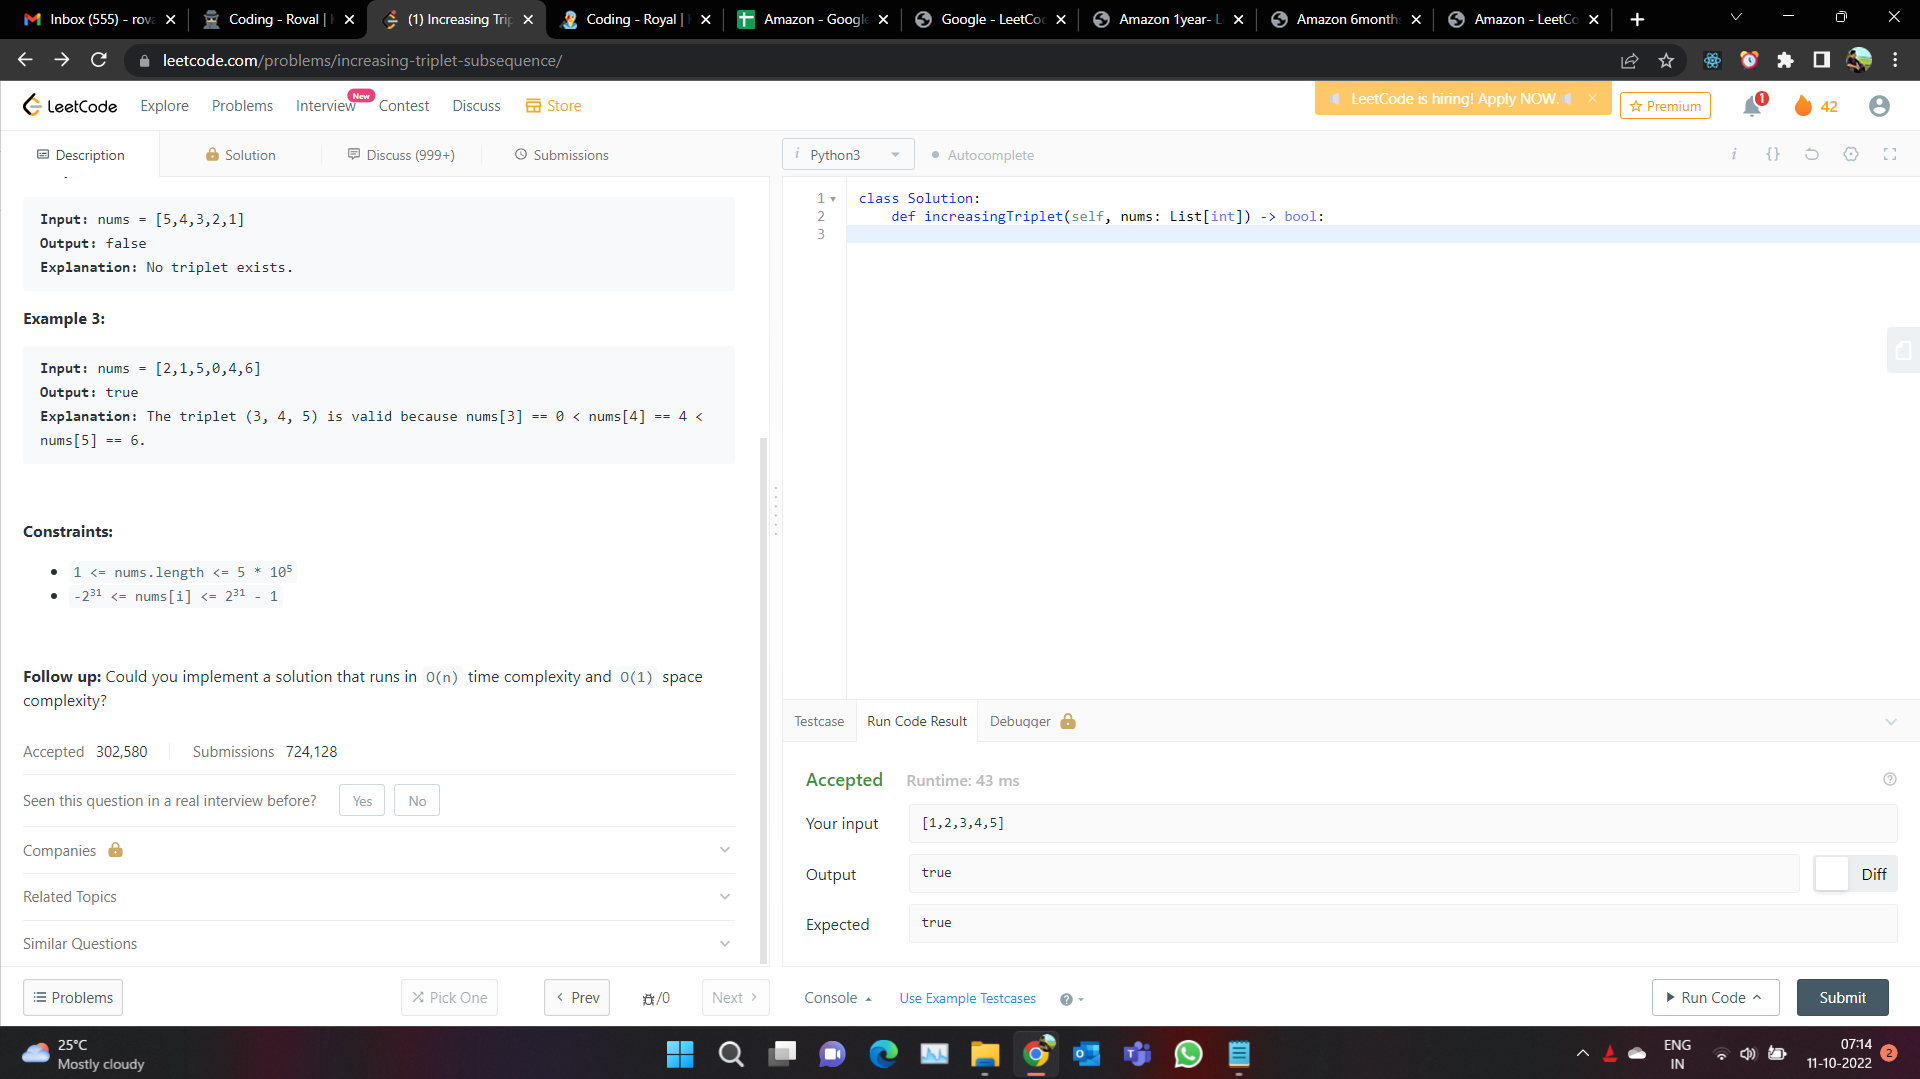 Inbox (555) - rova
Coding - Roval |
(1) Increasing Trip
Coding - Royal |
Amazon - Google
Google - LeetCo
Amazon 1year- L
Amazon 6month
Amazon - LeetCo
leetcode.com/problems/increasing-triplet-subsequence/
LeetCode
Explore
Problems
Interview
New
Contest
Discuss
Store
LeetCode is hiring! Apply NOW.
Premium
1
42
Description
Solution
Discuss (999+)
Submissions
i Python3
Autocomplete
Input: nums = [5,4,3,2,1]
Output: false
Explanation: No triplet exists.
Example 3:
Input: nums = [2,1,5,0,4,6]
Output: true
Explanation: The triplet (3, 4, 5) is valid because nums[3] == 0 < nums[4] == 4 <
nums[5] == 6.
Constraints:
1 <= nums.length <= 5 * 10⁵
-2³¹ <= nums[i] <= 2³¹ - 1
Follow up: Could you implement a solution that runs in O(n) time complexity and O(1) space
complexity?
Accepted 302,580 Submissions 724,128
Seen this question in a real interview before? Yes No
Companies
Related Topics
Similar Questions
Problems
Pick One
Prev
/0
Next
i {}
1 class Solution:
2 def increasingTriplet(self, nums: List[int]) -> bool:
3
Testcase
Run Code Result
Debugger
Accepted Runtime: 43 ms
Your input [1,2,3,4,5]
Output true
Diff
Expected true
Console
Use Example Testcases
Run Code
Submit
25°C
Mostly cloudy
ENG
IN
07:14
11-10-2022
2